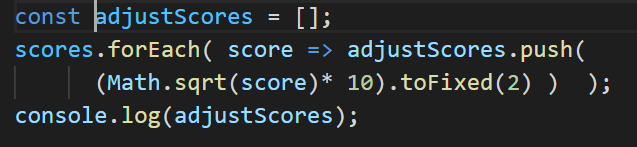 const adjustScores = [];
scores.forEach( score => adjustScores.push(
(Math.sqrt(score)* 10).toFixed(2) )  );
console.log(adjustScores);